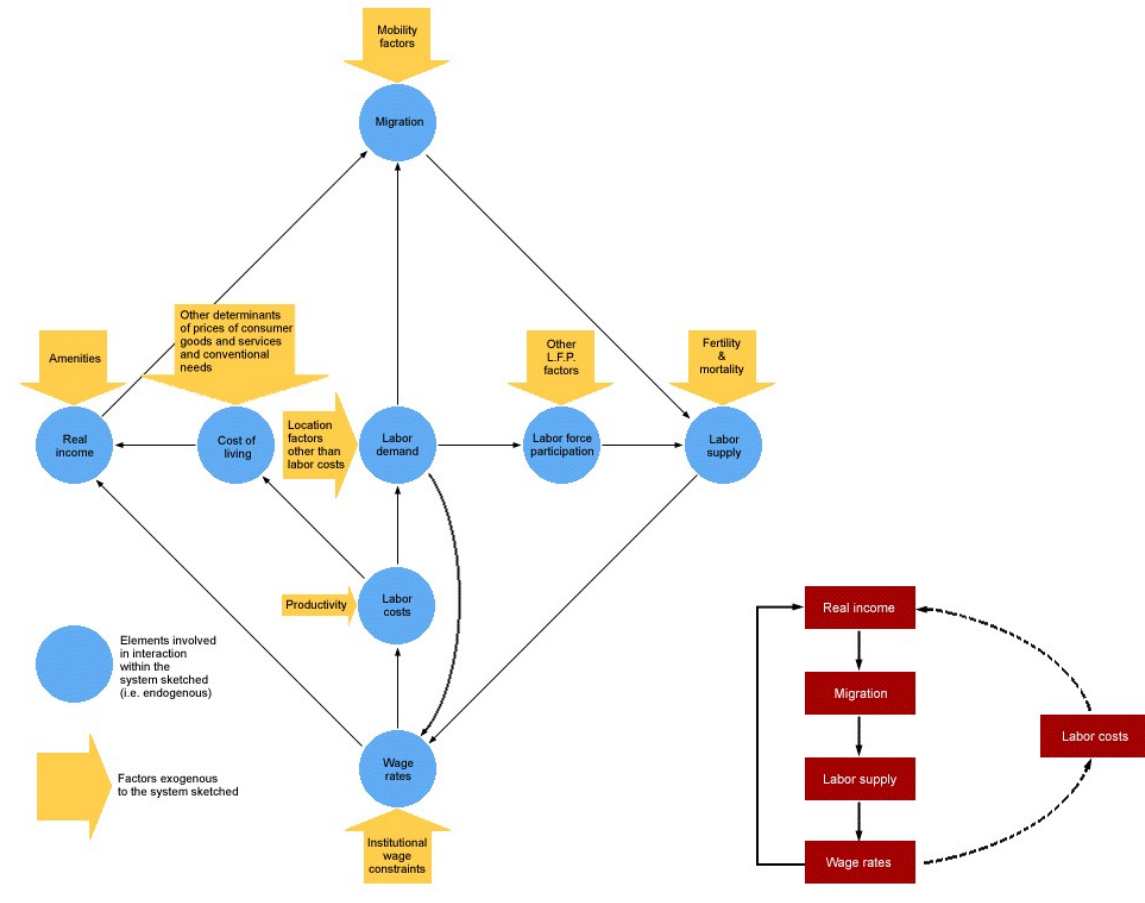 Mobility
factors
Migration
Other determinants
of prices of consumer
goods and services
and conventional
needs
Amenities
Other
L.F.P.
factors
Fertility
&
mortality
Real
income
Cost of
living
Location
factors
other than
labor costs
Labor
demand
Labor force
participation
Labor
supply
Productivity
Labor
costs
Elements involved
in interaction
within the
system sketched
(i.e. endogenous)
Wage
rates
Factors exogenous
to the system sketched
Institutional
wage
constraints
Real income
Migration
Labor costs
Labor supply
Wage rates